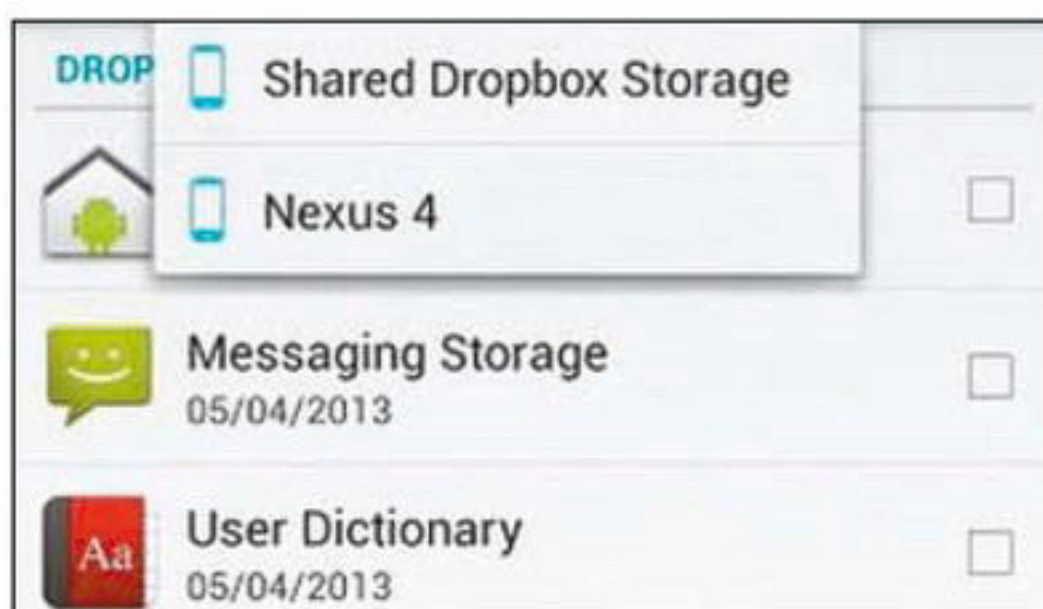 DROP
Shared Dropbox Storage
Nexus 4
Messaging Storage
05/04/2013
User Dictionary
05/04/2013
Aa